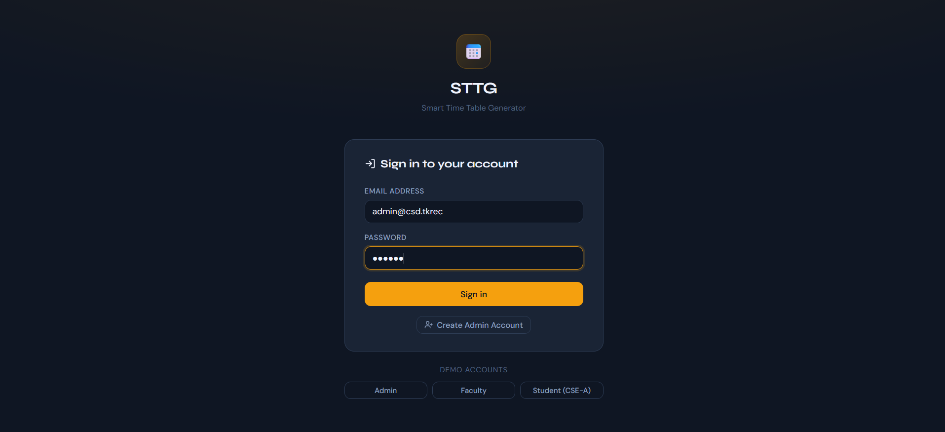 STTG
Smart Time Table Generator
Sign in to your account
EMAIL ADDRESS
admin@csd.tkrec
PASSWORD
●●●●●●
Sign in
Create Admin Account
DEMO ACCOUNTS
Admin
Faculty
Student (CSE-A)